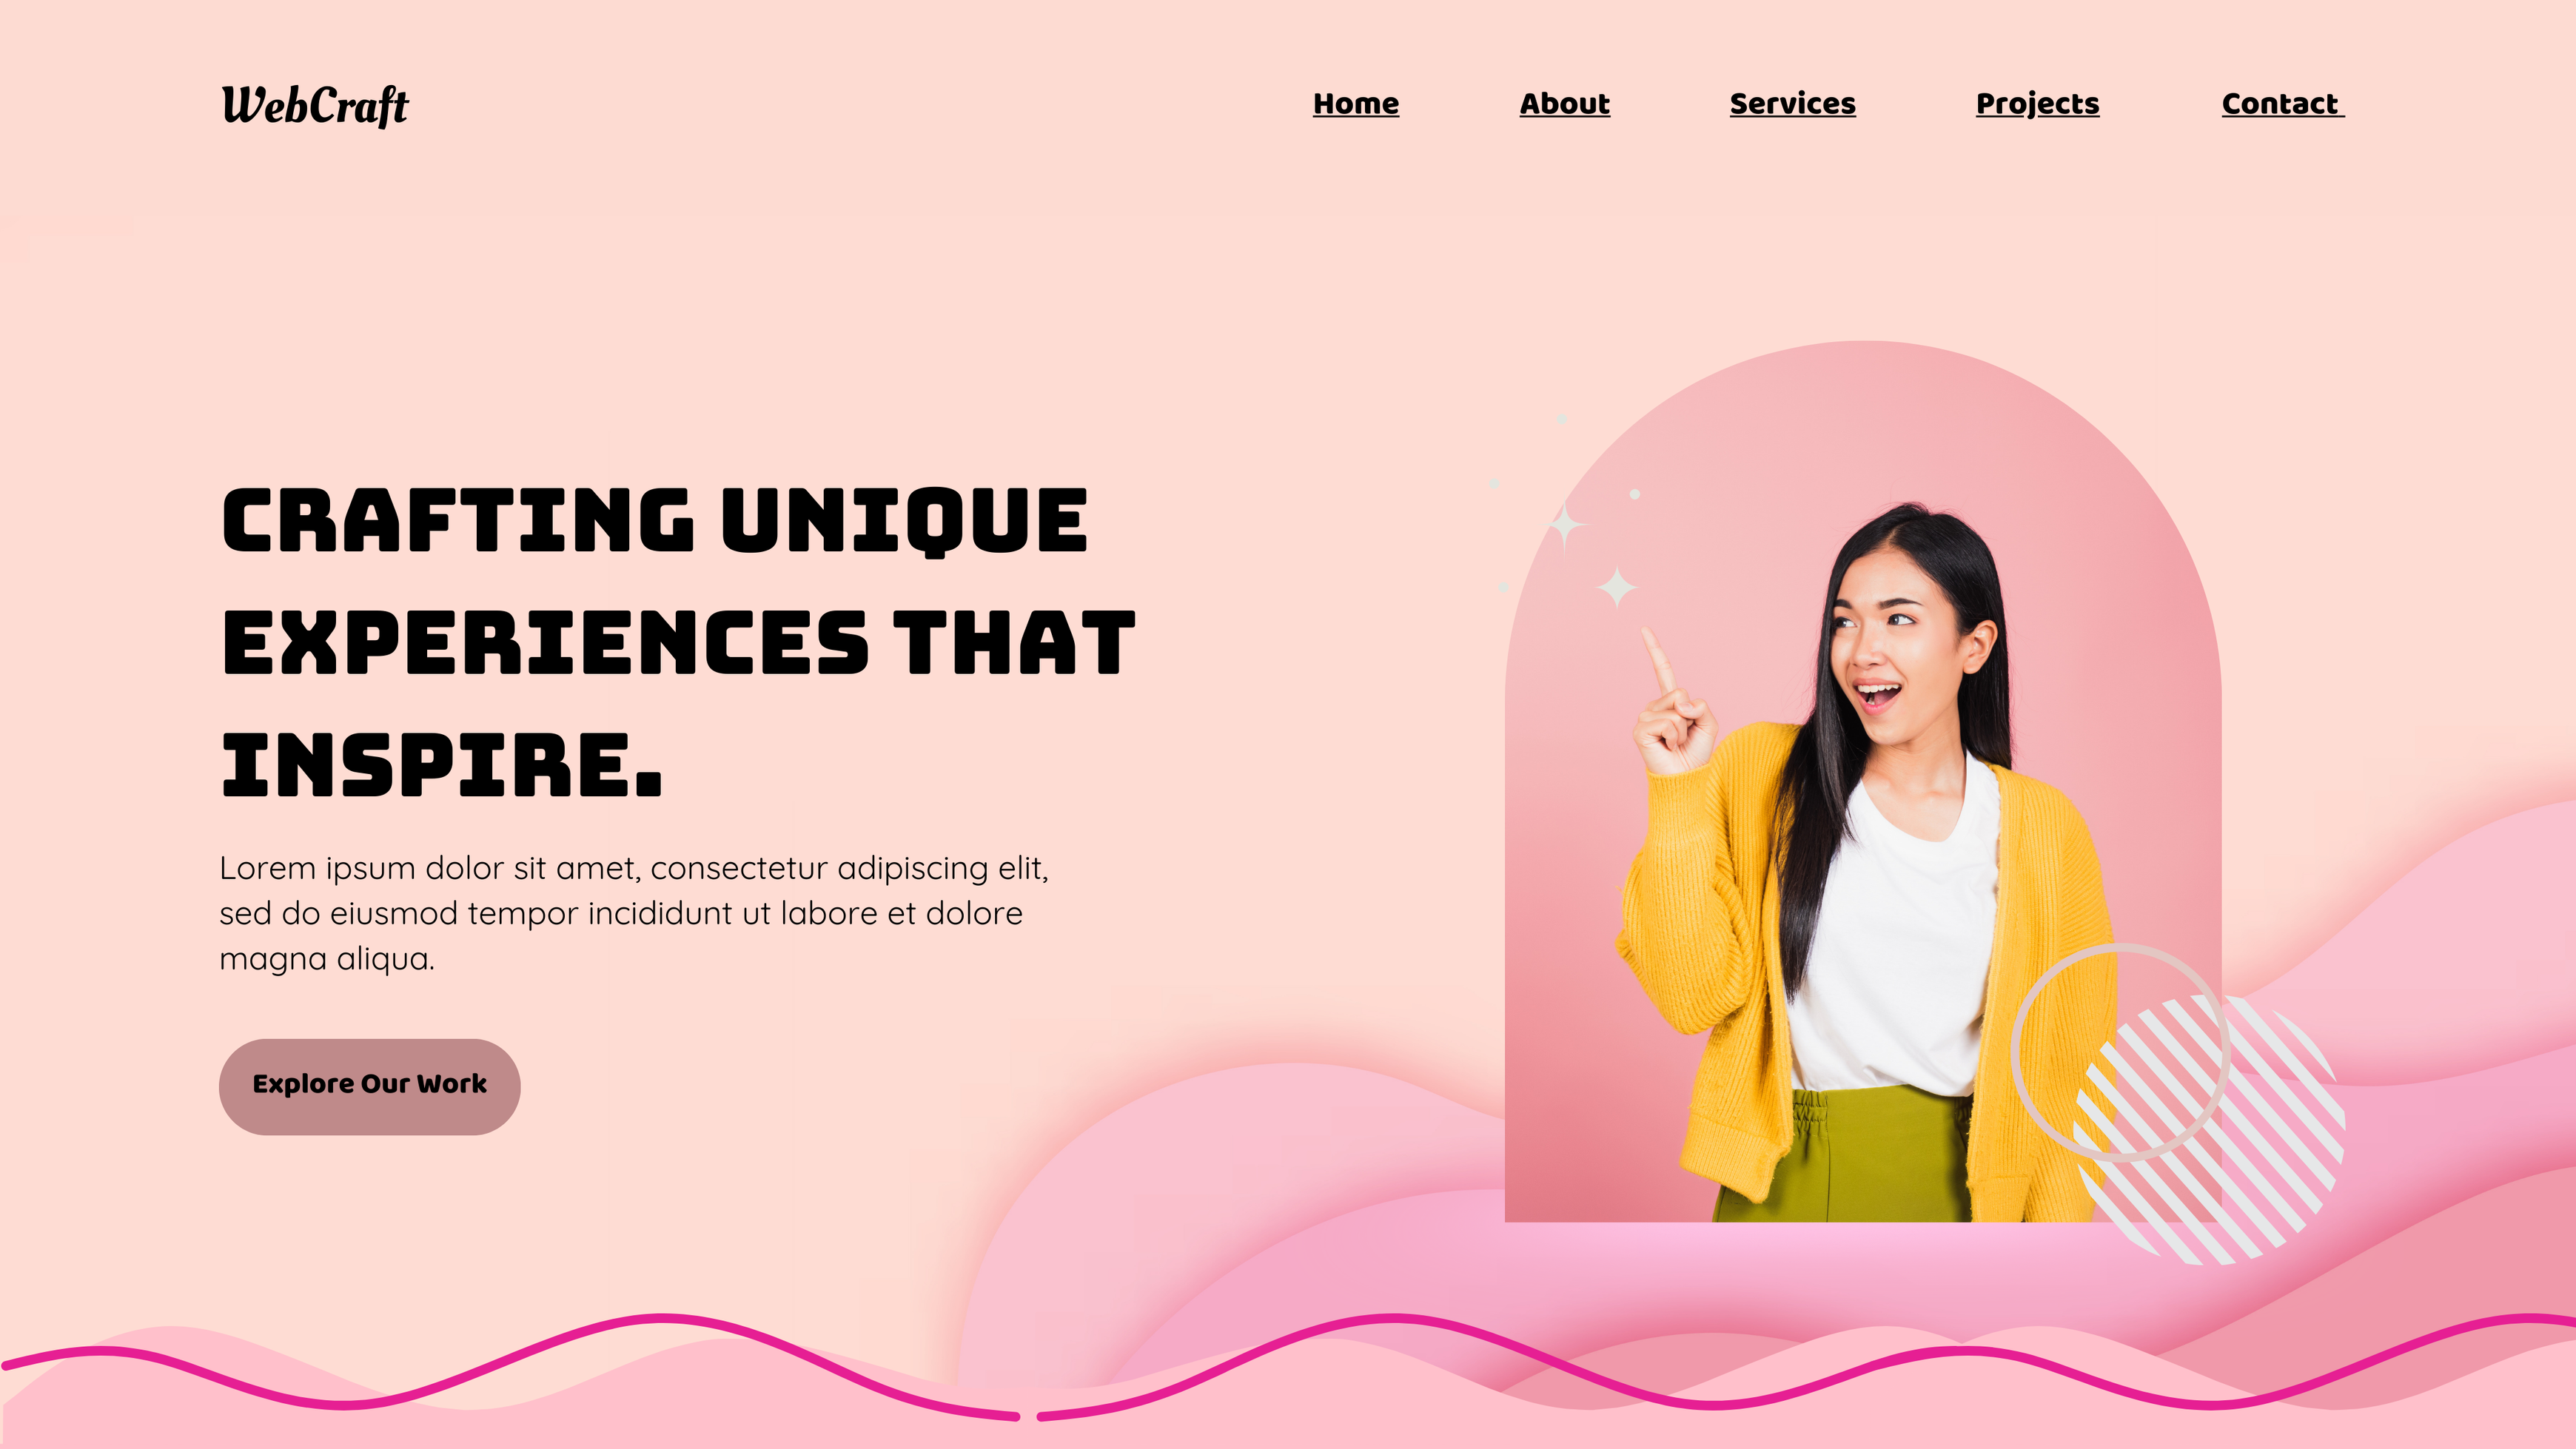 WebCraft
Home About Services Projects Contact
CRAFTING UNIQUE
EXPERIENCES THAT
INSPIRE.
Lorem ipsum dolor sit amet, consectetur adipiscing elit,
sed do eiusmod tempor incididunt ut labore et dolore
magna aliqua.
Explore Our Work